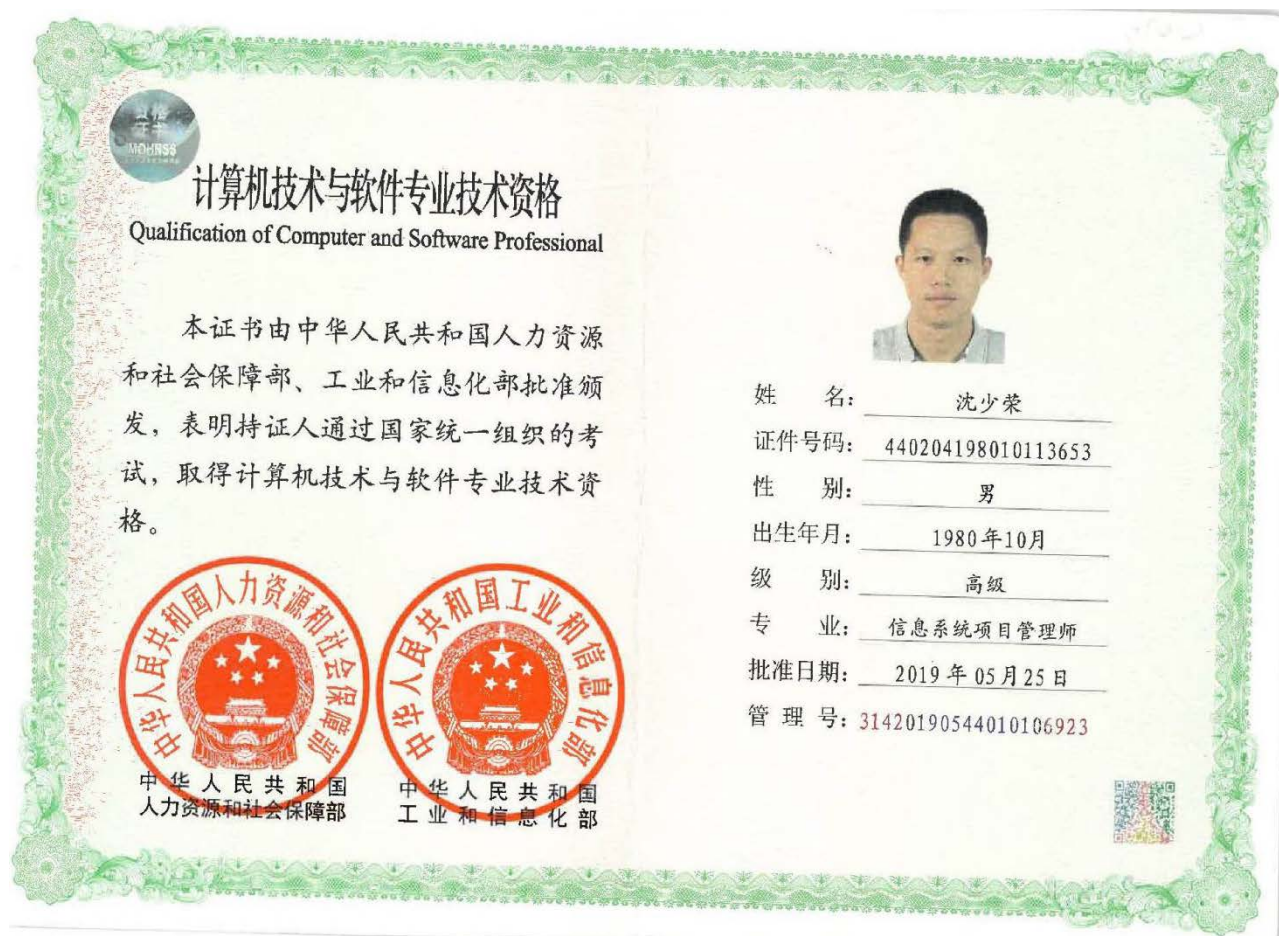 资格
证书
MOHRSS
计算机技术与软件专业技术资格
Qualification of Computer and Software Professional
本证书由中华人民共和国人力资源
和社会保障部、工业和信息化部批准颁
发，表明持证人通过国家统一组织的考
试，取得计算机技术与软件专业技术资
格。
中华人民共和国人力资源和社会保障部
中华人民共和国
人力资源和社会保障部
中华人民共和国工业和信息化部
中华人民共和国
工业和信息化部
姓 名： 沈少荣
证件号码： 440204198010113653
性 别： 男
出生年月： 1980年10月
级 别： 高级
专 业： 信息系统项目管理师
批准日期： 2019年05月25日
管 理 号：31420190544010106923